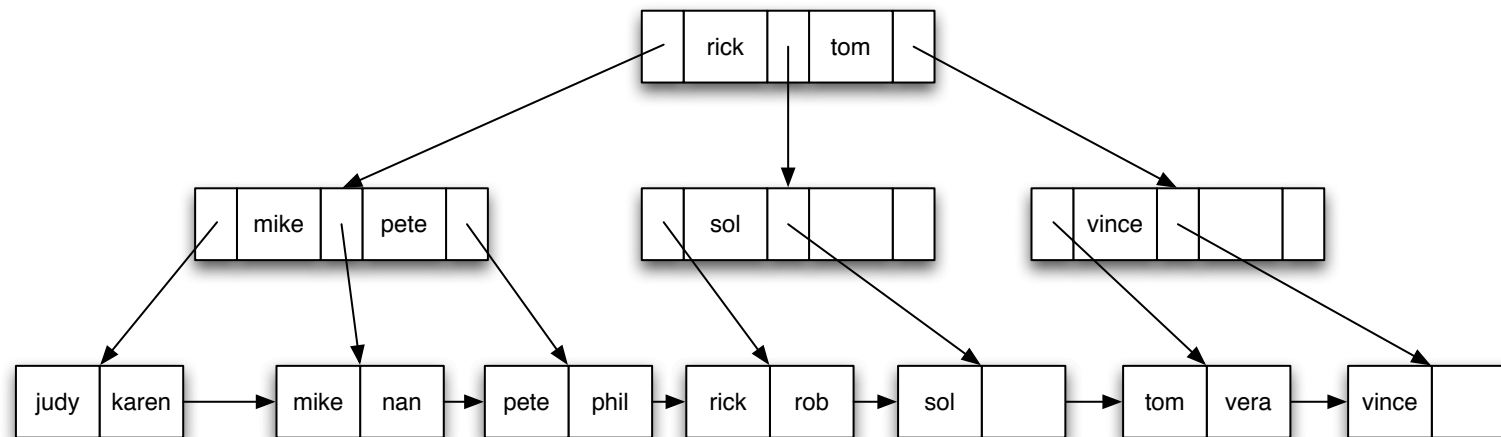 rick tom
mike pete sol vince
judy karen mike nan pete phil rick rob sol tom vera vince